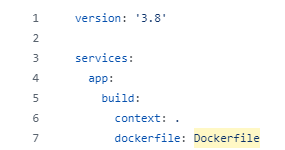 1 version: '3.8'
2
3 services:
4   app:
5     build:
6       context: .
7       dockerfile: Dockerfile